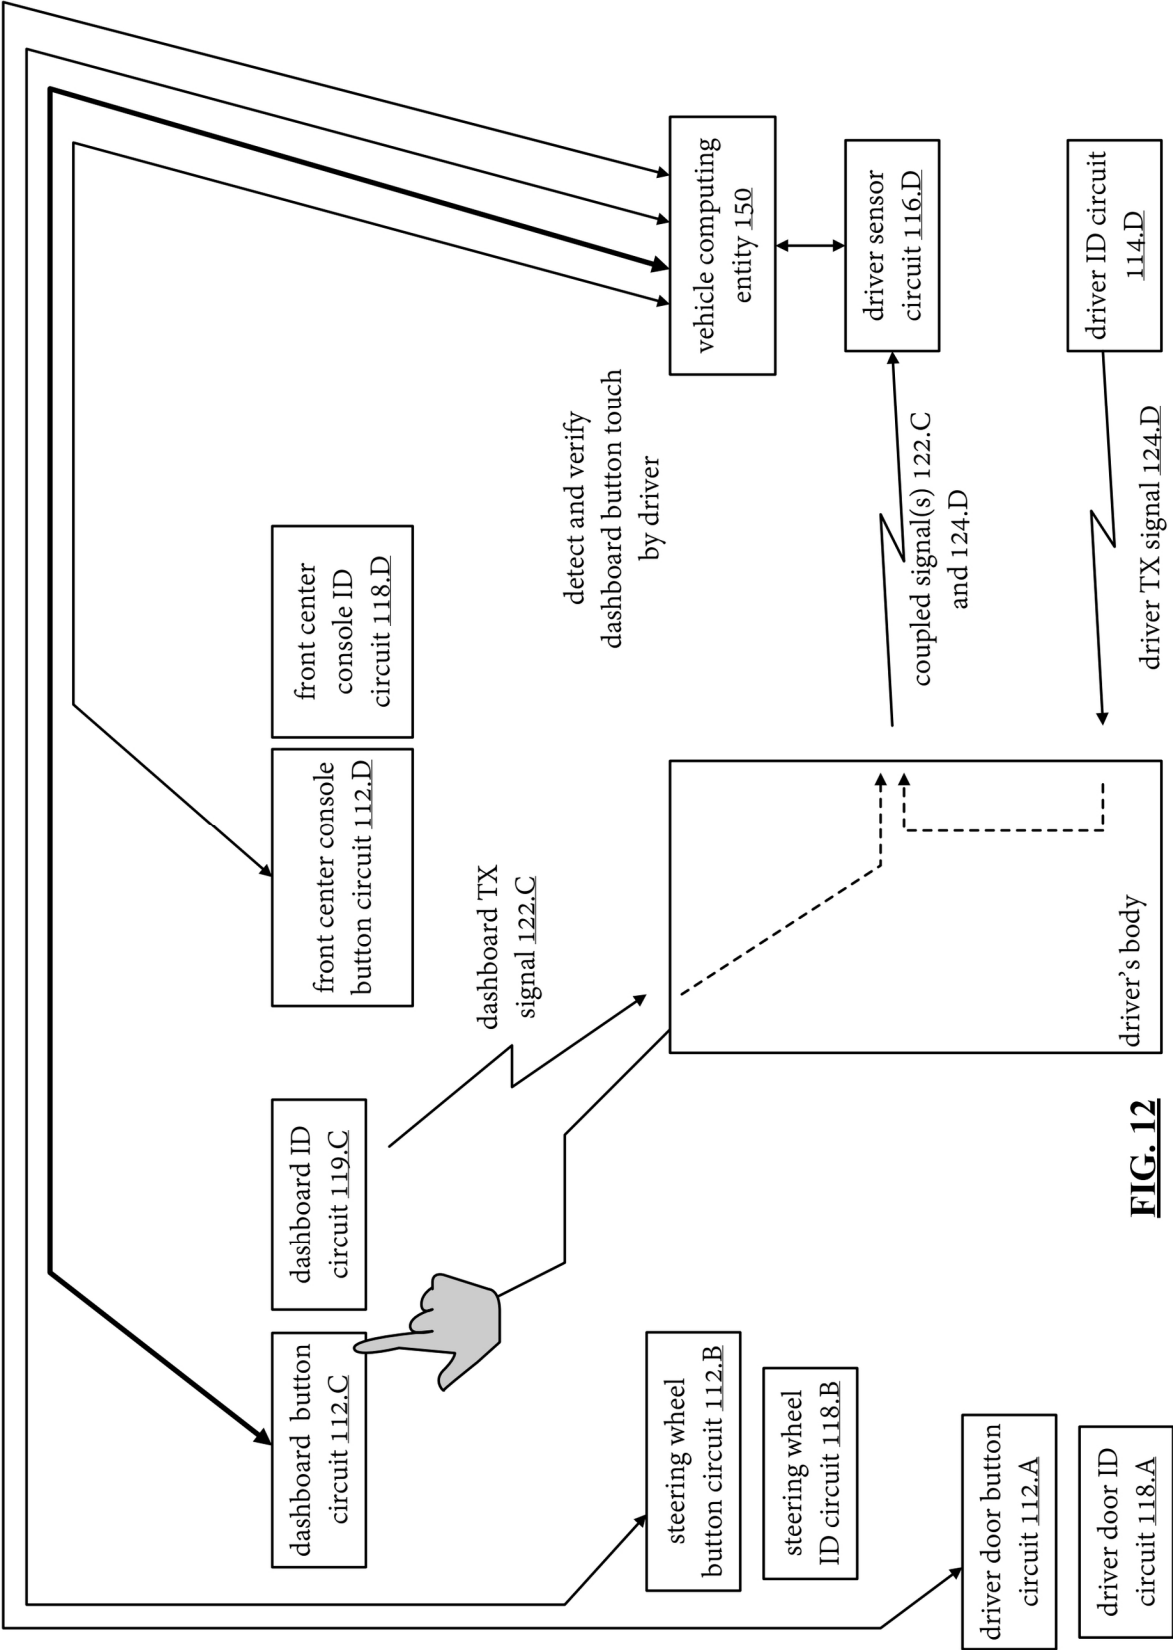 dashboard button
circuit 112.C
dashboard ID
circuit 119.C
front center console
button circuit 112.D
front center
console ID
circuit 118.D
dashboard TX
signal 122.C
detect and verify
dashboard button touch
by driver
steering wheel
button circuit 112.B
steering wheel
ID circuit 118.B
vehicle computing
entity 150
driver sensor
circuit 116.D
coupled signal(s) 122.C
and 124.D
driver door button
circuit 112.A
driver door ID
circuit 118.A
driver's body
driver ID circuit
114.D
driver TX signal 124.D
FIG. 12